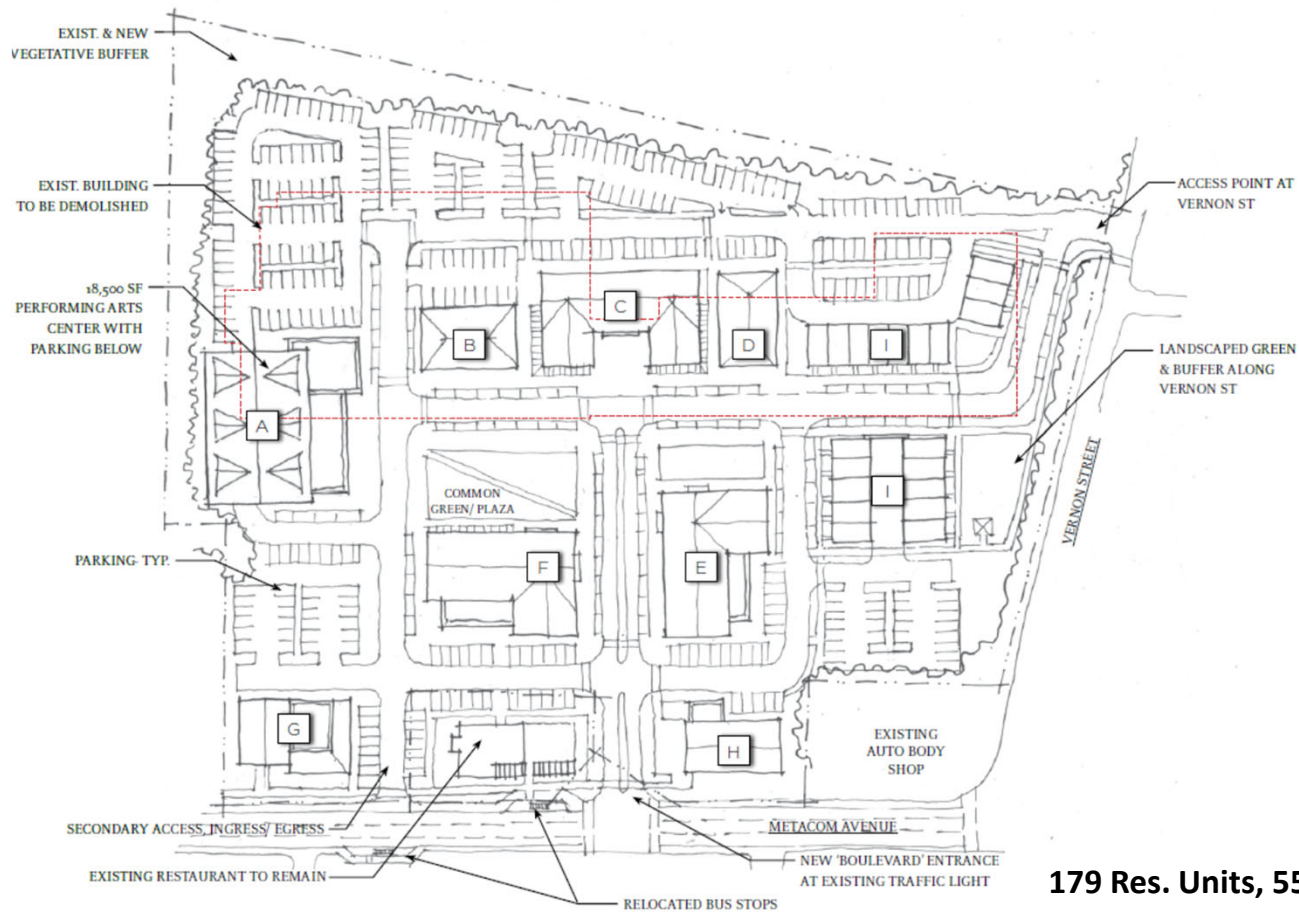 EXIST. & NEW
VEGETATIVE BUFFER
EXIST. BUILDING
TO BE DEMOLISHED
ACCESS POINT AT
VERNON ST
18,500 SF
PERFORMING ARTS
CENTER WITH
PARKING BELOW
C
B
D
I
LANDSCAPED GREEN
& BUFFER ALONG
VERNON ST
A
COMMON
GREEN/ PLAZA
I
VERNON STREET
PARKING- TYP.
F
E
G
H
EXISTING
AUTO BODY
SHOP
SECONDARY ACCESS, INGRESS/ EGRESS
METACOM AVENUE
EXISTING RESTAURANT TO REMAIN
NEW 'BOULEVARD' ENTRANCE
AT EXISTING TRAFFIC LIGHT
RELOCATED BUS STOPS
179 Res. Units, 55